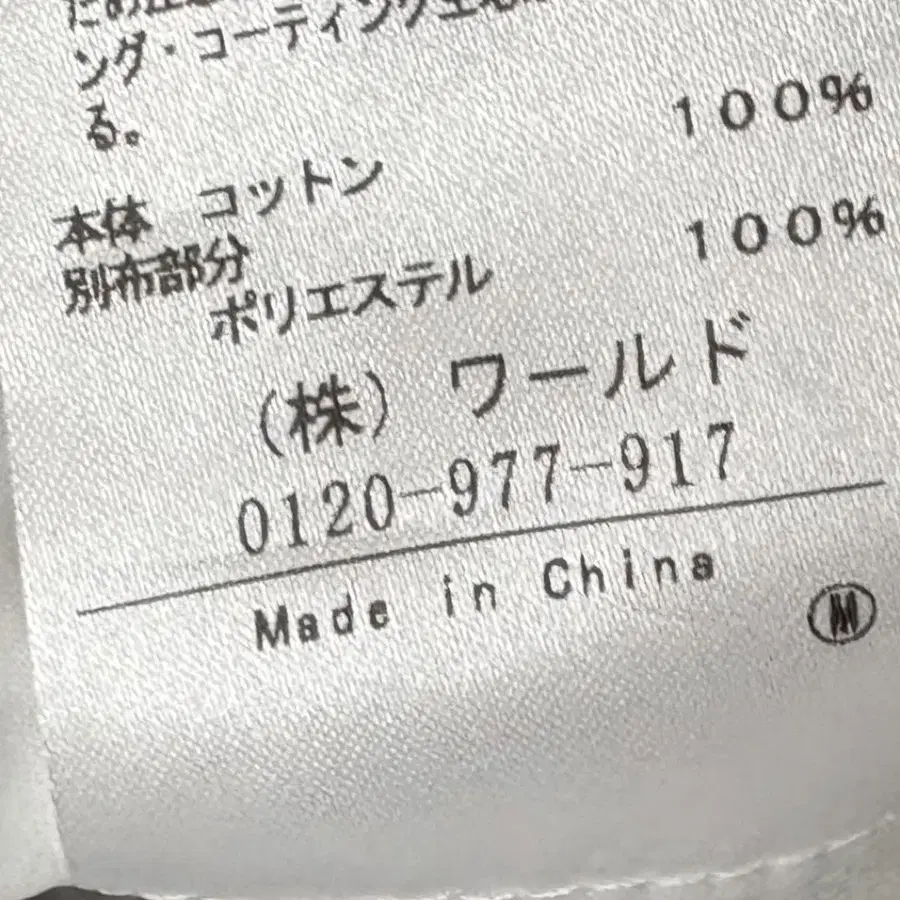 ング・コーティング
る。
本体 コットン 100%
別布部分
ポリエステル 100%
(株) ワールド
0120-977-917
Made in China
M